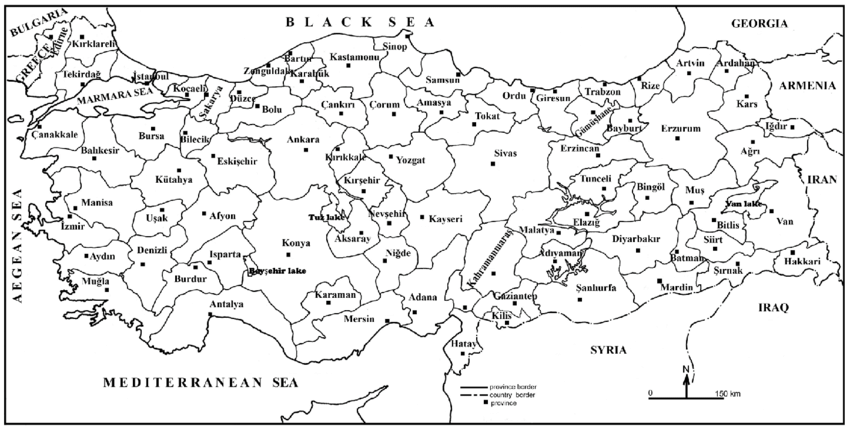 BLACK SEA
BULGARIA
GEORGIA
GREECE
Edirne
Kırklareli
Sinop
Bartın
Kastamonu
Zonguldak
Karabük
Artvin
Ardahan
Tekirdağ
İstanbul
Kocaeli
Sakarya
Düzce
Bolu
Samsun
Ordu
Giresun
Trabzon
Rize
ARMENIA
MARMARA SEA
Çankırı
Çorum
Amasya
Tokat
Gümüşhane
Bayburt
Kars
Iğdır
Çanakkale
Bursa
Bilecik
Balıkesir
Eskişehir
Ankara
Kırıkkale
Yozgat
Sivas
Erzincan
Erzurum
Ağrı
IRAN
Kütahya
Kırşehir
Tunceli
Bingöl
Muş
Van lake
AEGEAN SEA
Manisa
İzmir
Uşak
Afyon
Tuz lake
Nevşehir
Kayseri
Aksaray
Malatya
Elazığ
Bitlis
Van
Aydın
Denizli
Isparta
Konya
Niğde
Kahramanmaraş
Adıyaman
Diyarbakır
Batman
Siirt
Şırnak
Hakkari
Beyşehir lake
Muğla
Burdur
Antalya
Karaman
Mersin
Adana
Gaziantep
Kilis
Şanlıurfa
Mardin
IRAQ
Hatay
SYRIA
MEDITERRANEAN SEA
province border
country border
province
N
0 150 km